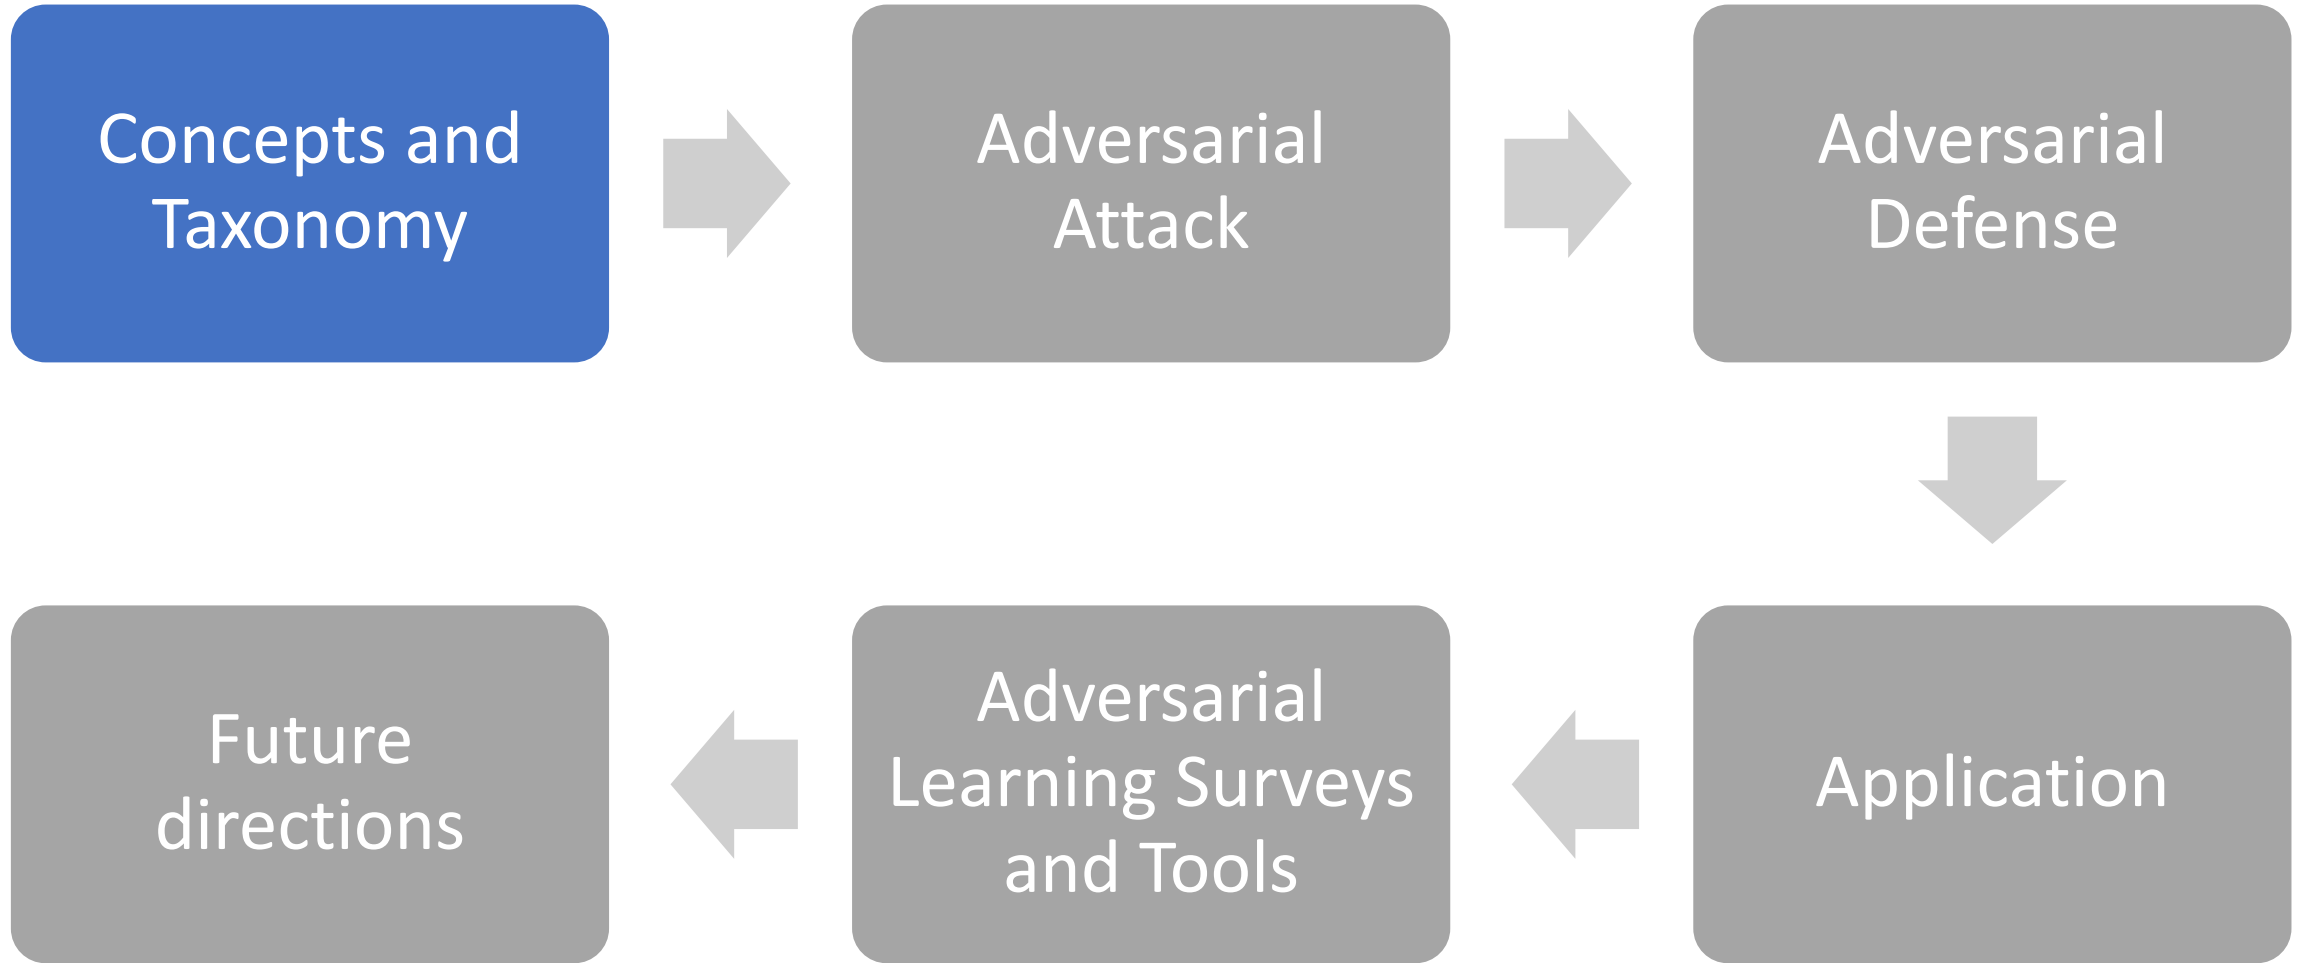 Concepts and
Taxonomy
Adversarial
Attack
Adversarial
Defense
Application
Adversarial
Learning Surveys
and Tools
Future
directions